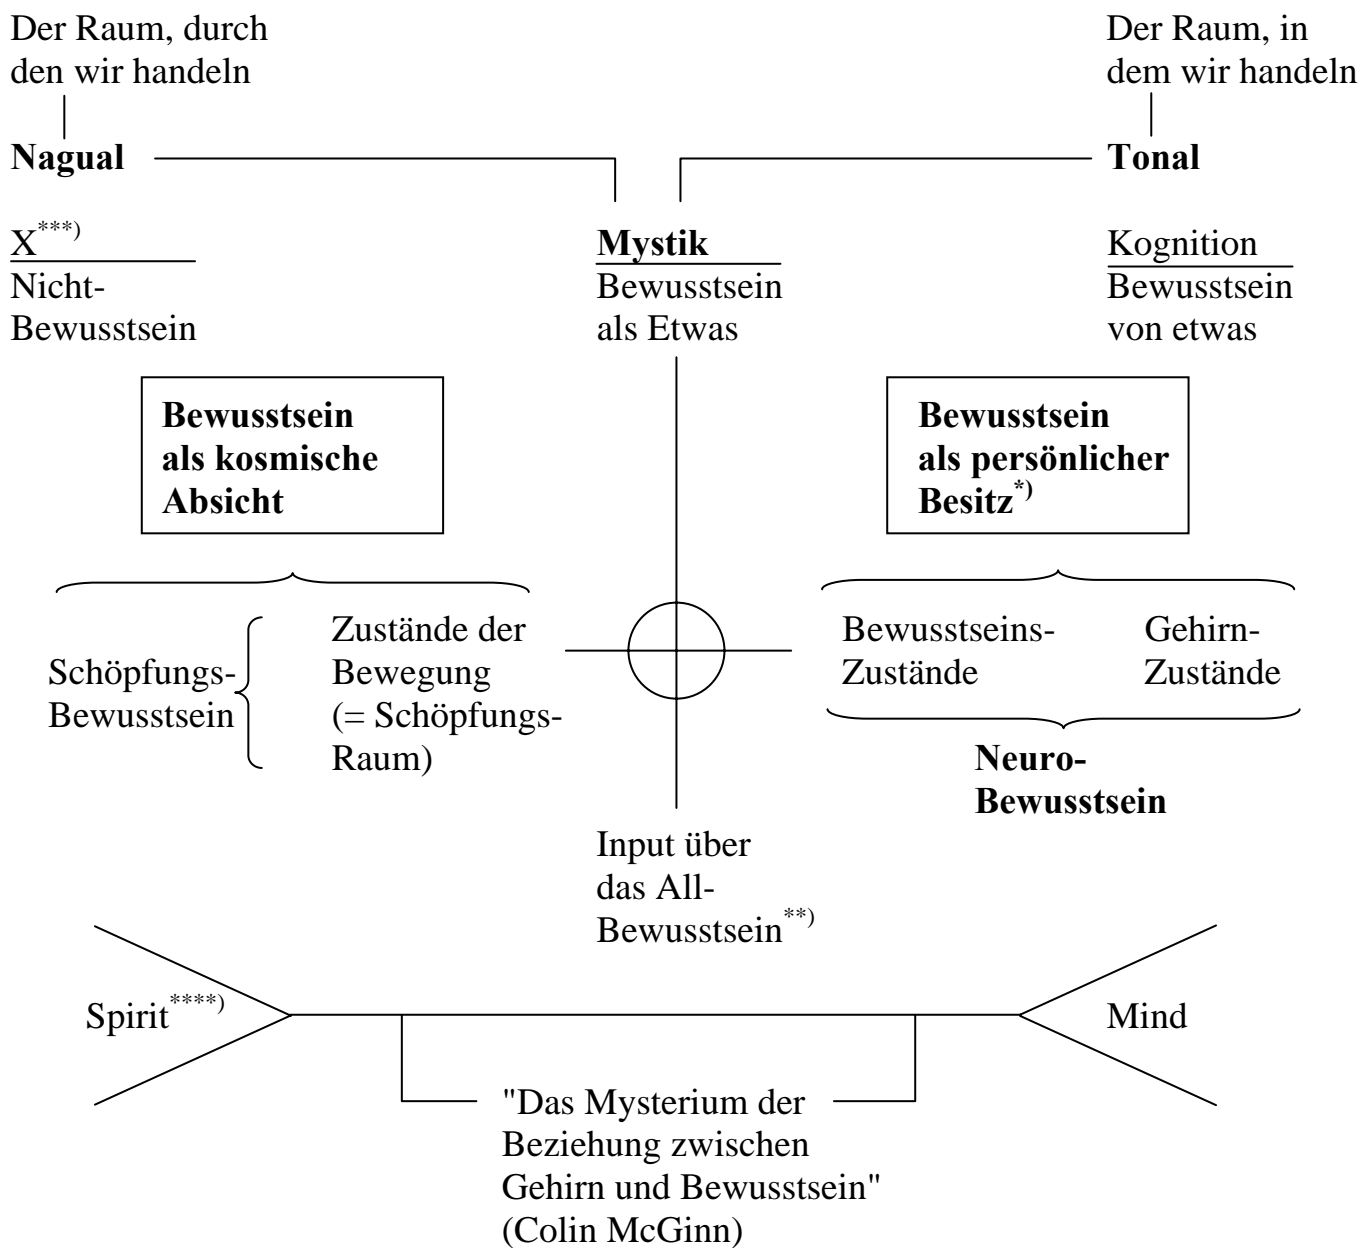 Der Raum, durch
den wir handeln
Der Raum, in
dem wir handeln
Nagual
Tonal
X***)
Nicht-
Bewusstsein
Mystik
Bewusstsein
als Etwas
Kognition
Bewusstsein
von etwas
Bewusstsein
als kosmische
Absicht
Bewusstsein
als persönlicher
Besitz*)
Schöpfungs-
Bewusstsein
Zustände der
Bewegung
(= Schöpfungs-
Raum)
Bewusstseins-
Zustände
Gehirn-
Zustände
Neuro-
Bewusstsein
Input über
das All-
Bewusstsein**)
Spirit****)
Mind
"Das Mysterium der
Beziehung zwischen
Gehirn und Bewusstsein"
(Colin McGinn)